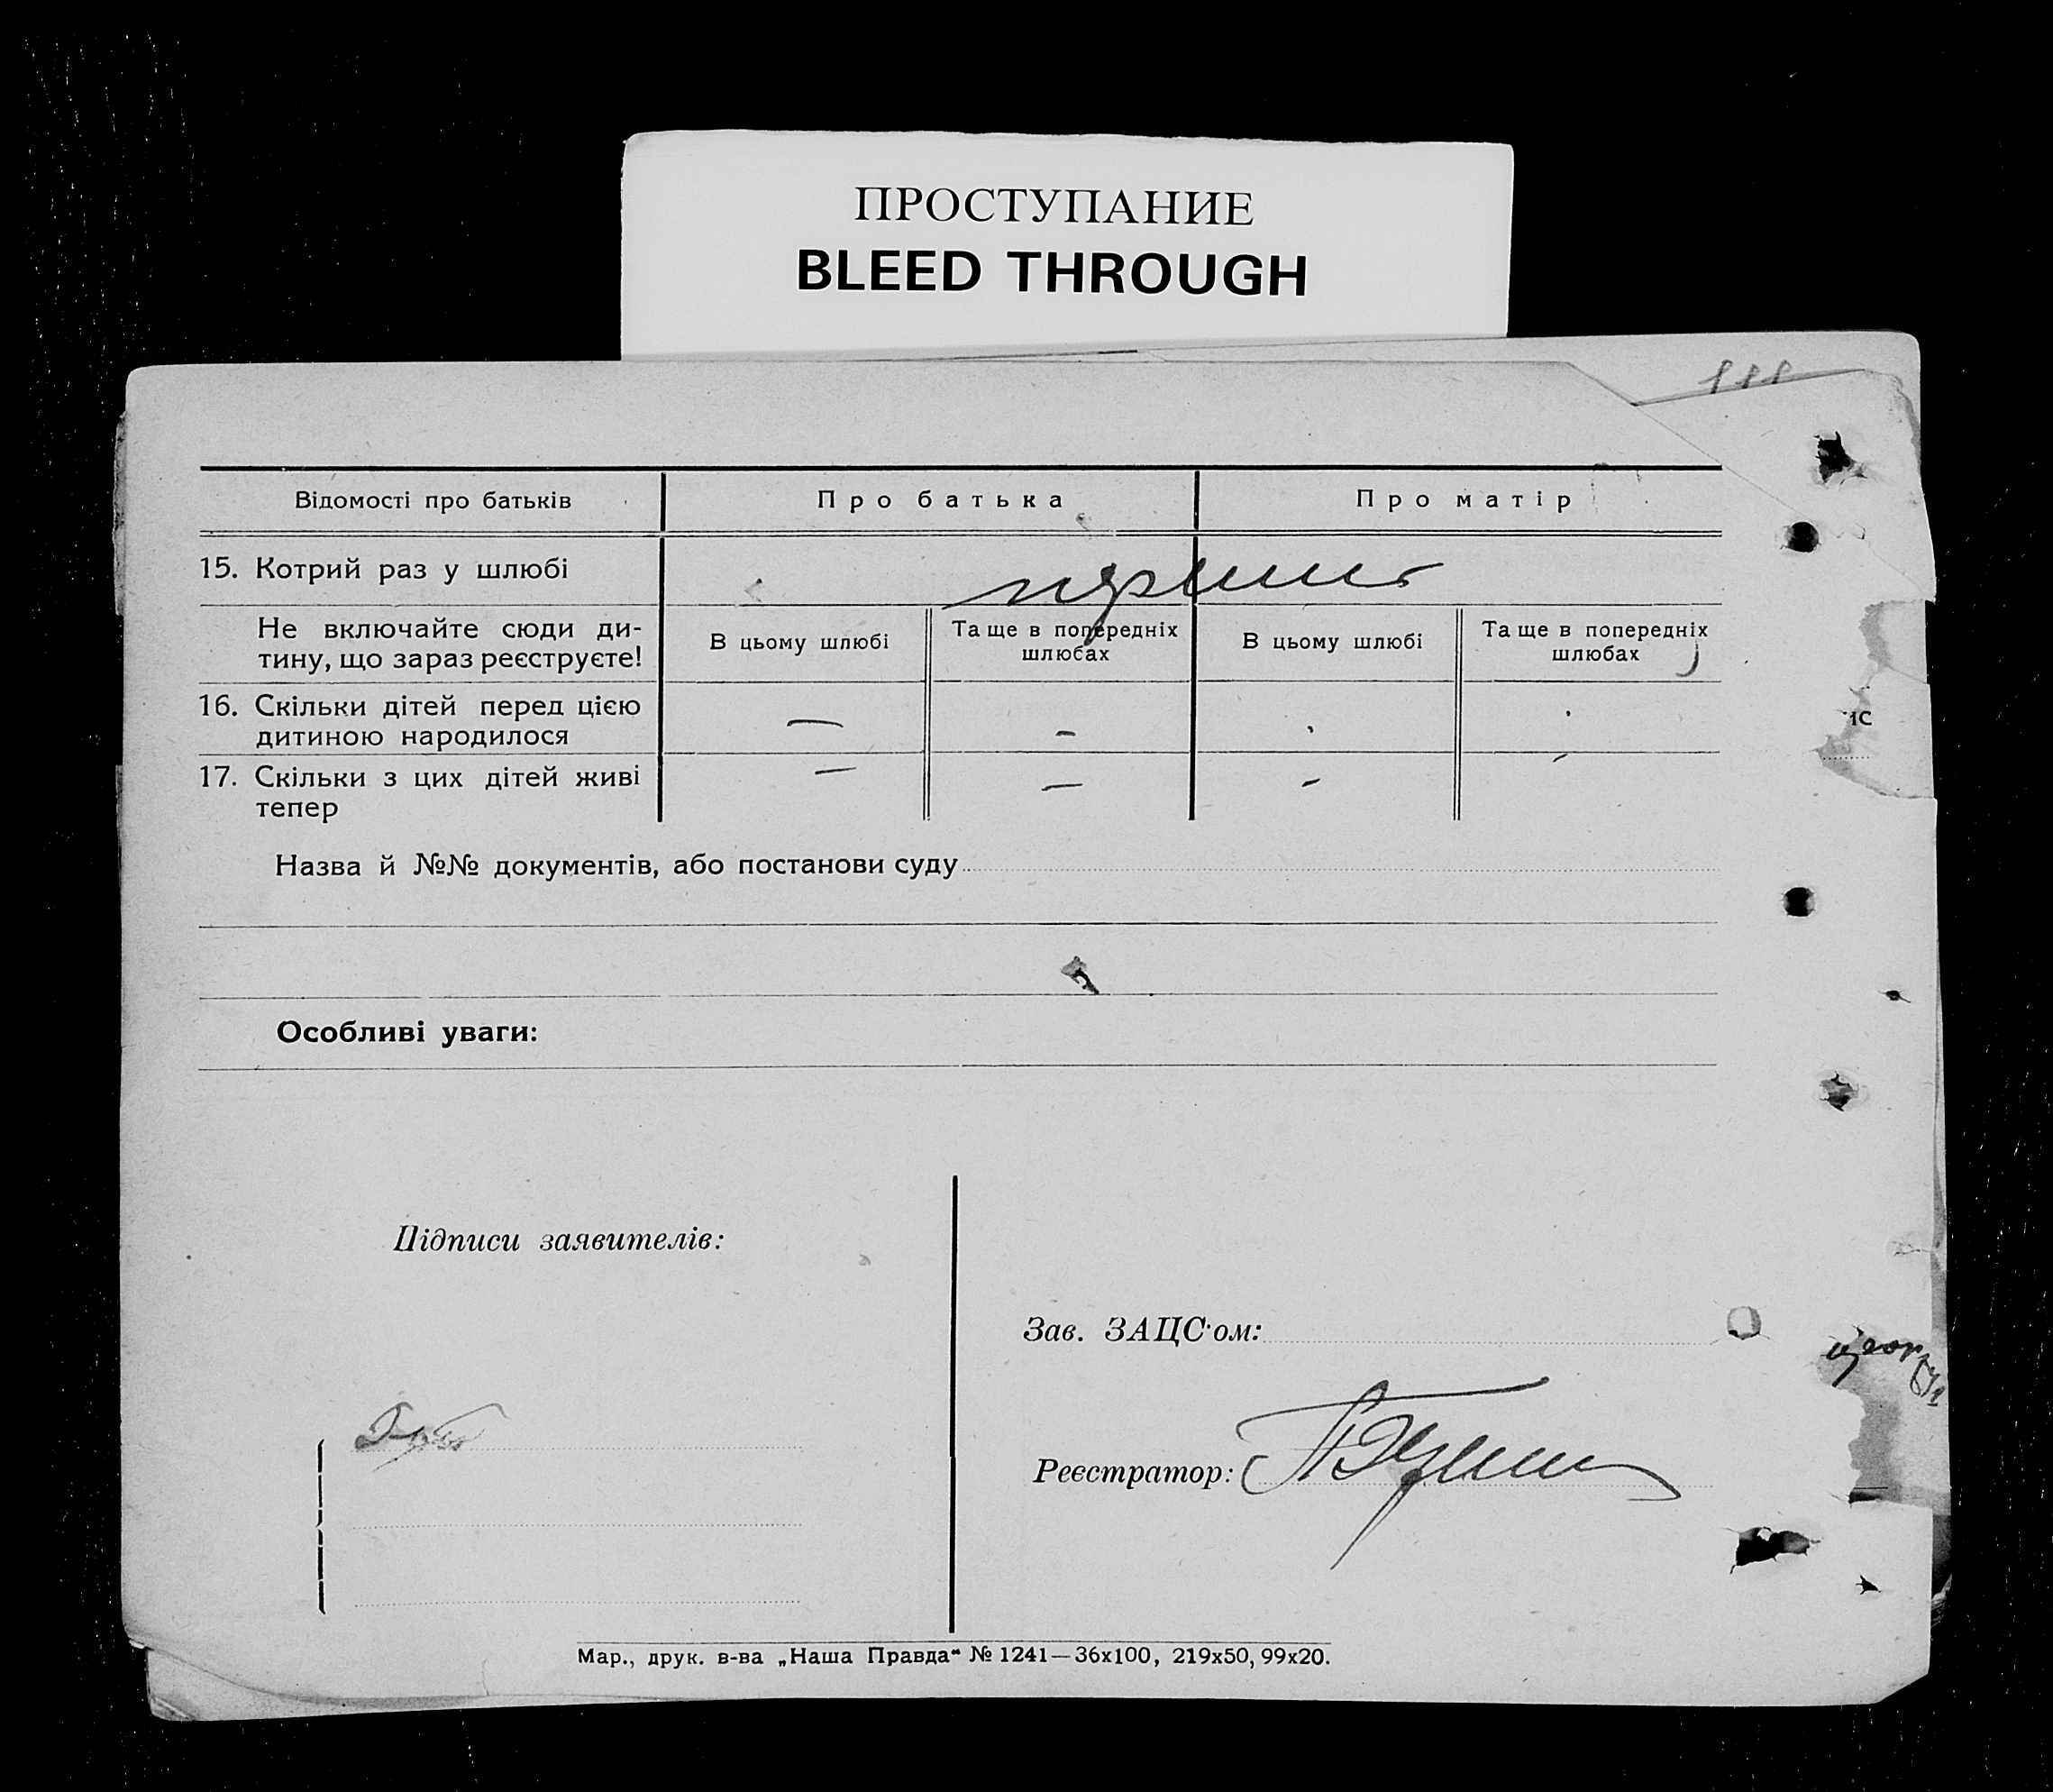 ПРОСТУПАНИЕ
BLEED THROUGH
Відомості про батьків
Про батька
Про матір
15. Котрий раз у шлюбі
Не включайте сюди ди-
тину, що зараз реєструєте!
В цьому шлюбі
Та ще в попередніх
шлюбах
В цьому шлюбі
Та ще в попередніх
шлюбах
16. Скільки дітей перед цією
дитиною народилося
— - . .
17. Скільки з цих дітей живі
тепер
— — - -
Назва й №№ документів, або постанови суду
Особливі уваги:
Підписи заявителів:
Зав. ЗАЦС'ом:
Реєстратор:
Мар., друк. в-ва „Наша Правда“ № 1241—36х100, 219х50, 99х20.